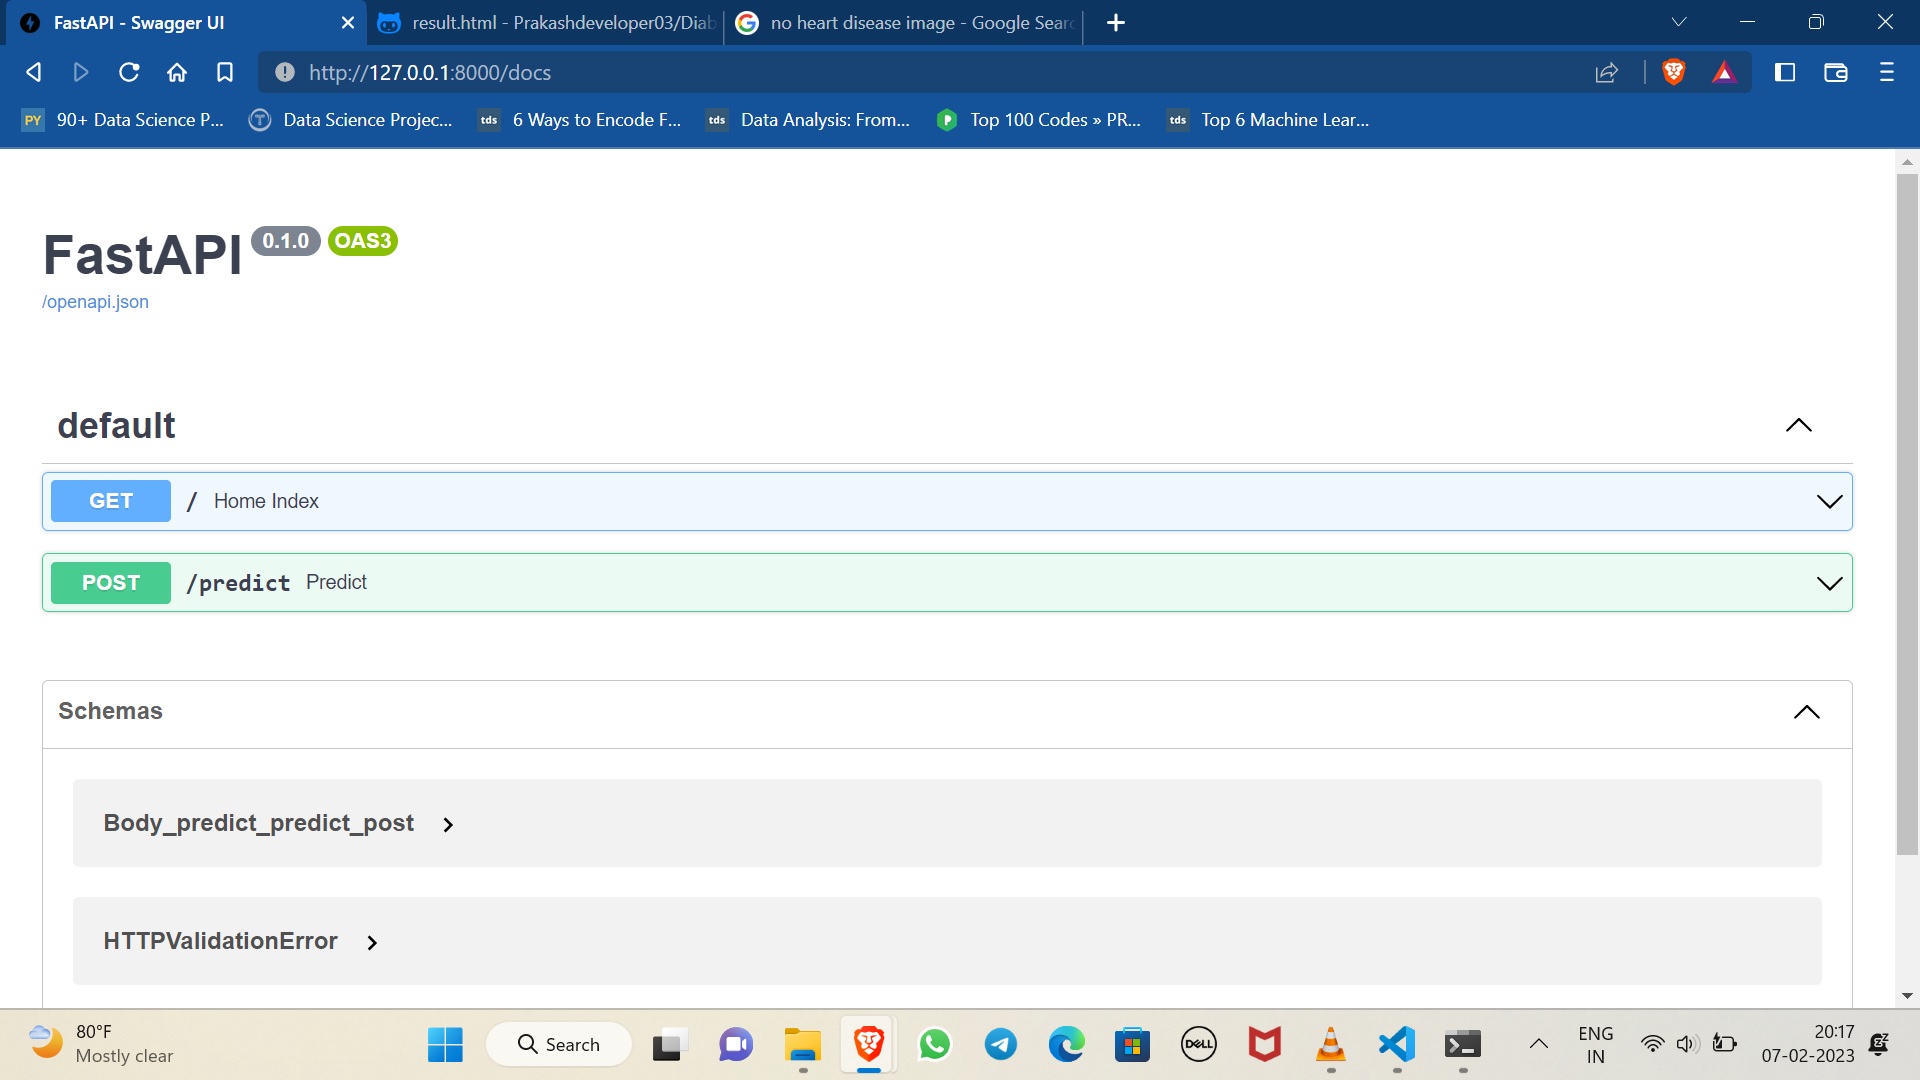 FastAPI - Swagger UI
result.html - Prakashdeveloper03/Diab
no heart disease image - Google Sear
http://127.0.0.1:8000/docs
PY 90+ Data Science P...
Data Science Projec...
tds 6 Ways to Encode F...
tds Data Analysis: From...
Top 100 Codes » PR...
tds Top 6 Machine Lear...
FastAPI 0.1.0 OAS3
/openapi.json
default
GET / Home Index
POST /predict Predict
Schemas
Body_predict_predict_post
HTTPValidationError
80°F
Mostly clear
Search
DELL
ENG
IN
20:17
07-02-2023